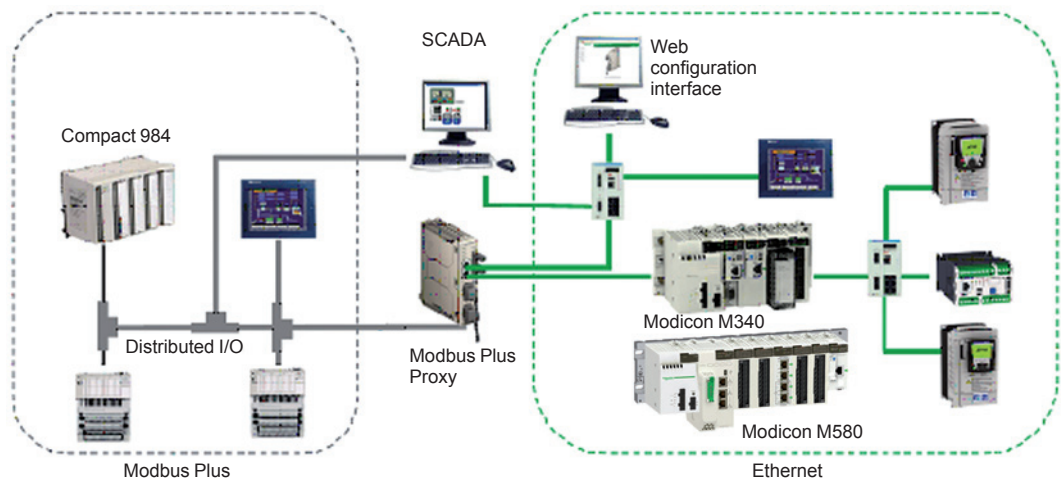 SCADA
Web
configuration
interface
Compact 984
Modicon M340
Distributed I/O
Modbus Plus
Proxy
Modicon M580
Modbus Plus
Ethernet